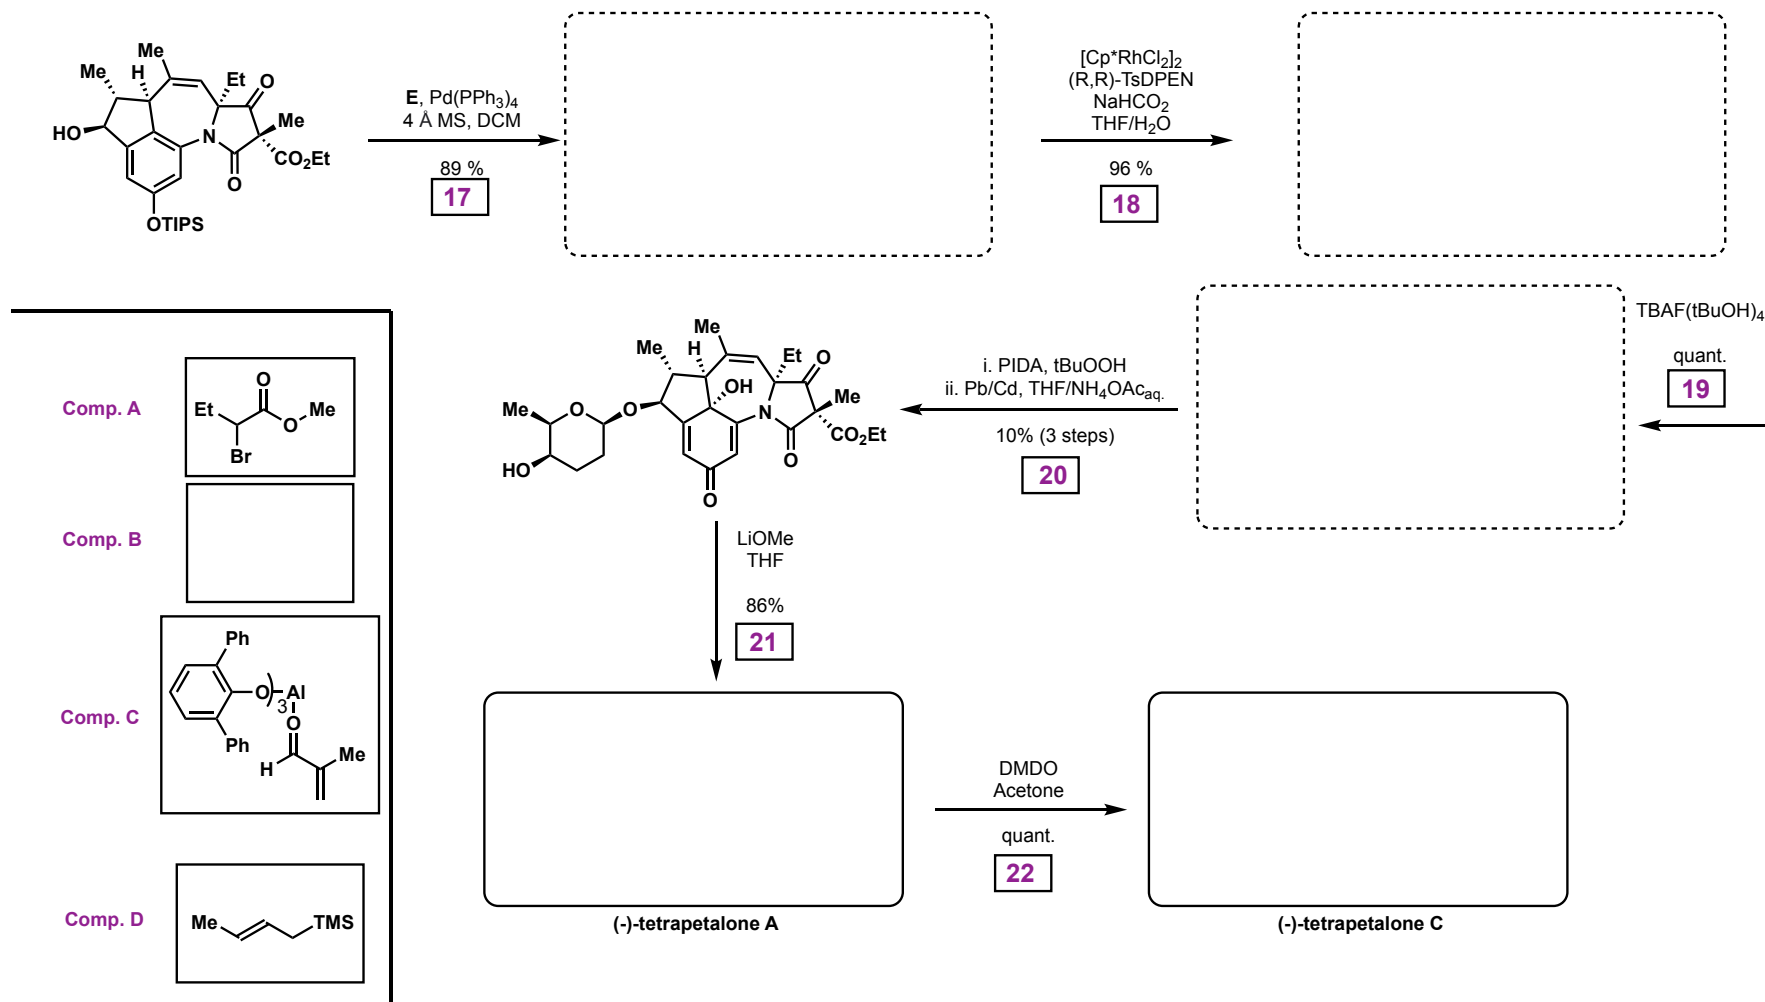 Me
Me
H
Et
O
HO
N
Me
CO2Et
O
OTIPS
E, Pd(PPh3)4
4 Å MS, DCM
89 %
17
[Cp*RhCl2]2
(R,R)-TsDPEN
NaHCO2
THF/H2O
96 %
18
TBAF(tBuOH)4
quant.
19
i. PIDA, tBuOOH
ii. Pb/Cd, THF/NH4OAcaq.
10% (3 steps)
20
Me
Me
H
Et
O
OH
Me
O
O
N
Me
CO2Et
O
HO
O
LiOMe
THF
86%
21
Comp. A
O
Et
Me
O
Br
Comp. B
Comp. C
Ph
O
)
3
Al
O
Ph
Me
H
Comp. D
Me
TMS
(-)-tetrapetalone A
DMDO
Acetone
quant.
22
(-)-tetrapetalone C